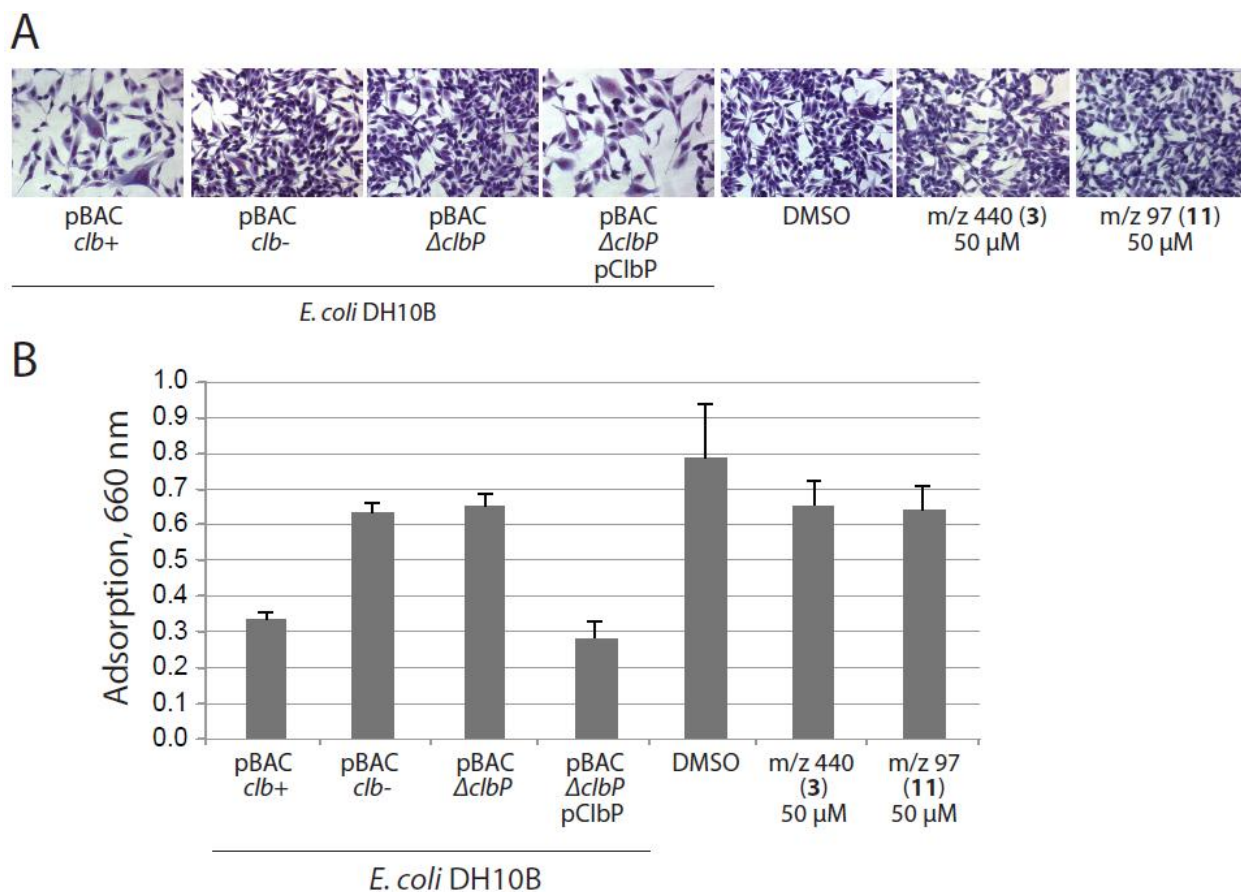 A
pBAC pBAC pBAC pBAC DMSO m/z 440 (3) m/z 97 (11)
clb+ clb- ΔclbP ΔclbP 50 µM 50 µM
pClbP
E. coli DH10B
B
Adsorption, 660 nm
1.0
0.9
0.8
0.7
0.6
0.5
0.4
0.3
0.2
0.1
0.0
pBAC pBAC pBAC pBAC DMSO m/z 440 m/z 97
clb+ clb- ΔclbP ΔclbP (3) (11)
pClbP 50 µM 50 µM
E. coli DH10B